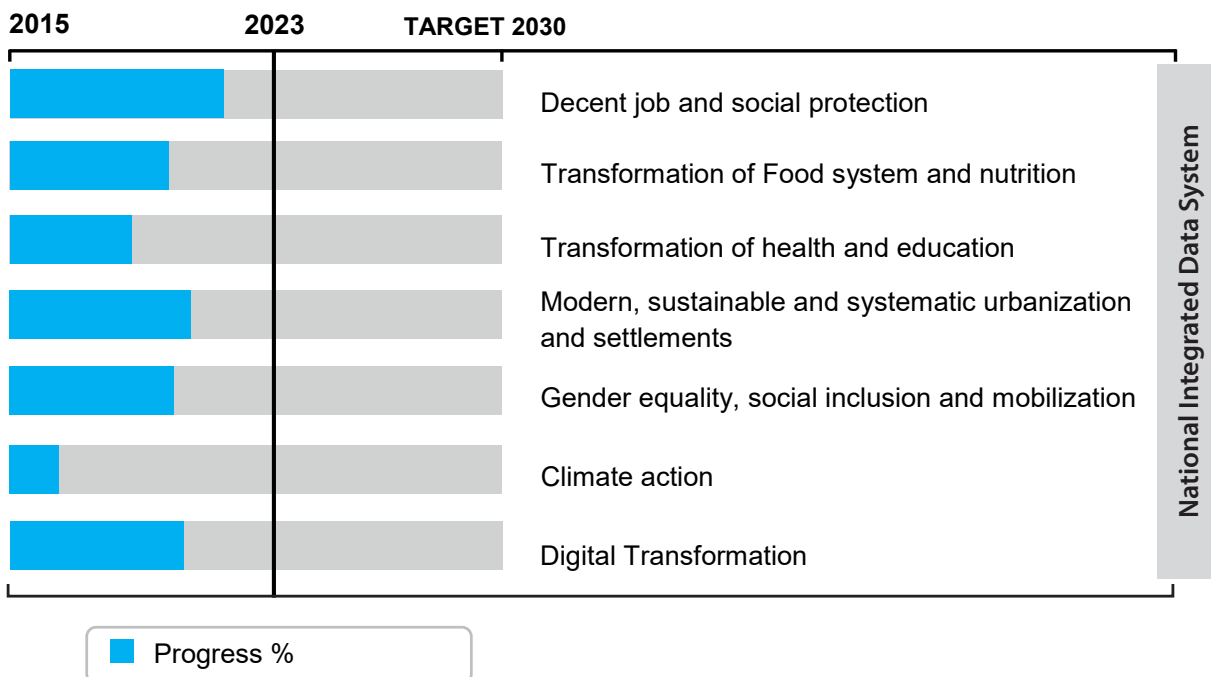 2015 2023 TARGET 2030
Decent job and social protection
Transformation of Food system and nutrition
Transformation of health and education
Modern, sustainable and systematic urbanization
and settlements
Gender equality, social inclusion and mobilization
Climate action
Digital Transformation
National Integrated Data System
Progress %